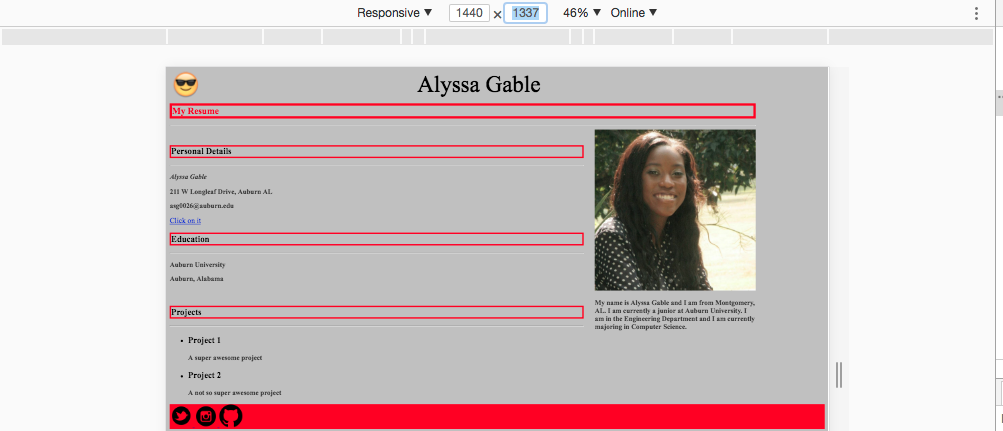 Responsive ▼ 1440 × 1337 46% ▼ Online ▼
Alyssa Gable
My Resume
Personal Details
Alyssa Gable
211 W Longleaf Drive, Auburn AL
asg0026@auburn.edu
Click on it
Education
Auburn University
Auburn, Alabama
My name is Alyssa Gable and I am from Montgomery,
AL. I am currently a junior at Auburn University. I
am in the Engineering Department and I am currently
majoring in Computer Science.
Projects
Project 1
A super awesome project
Project 2
A not so super awesome project